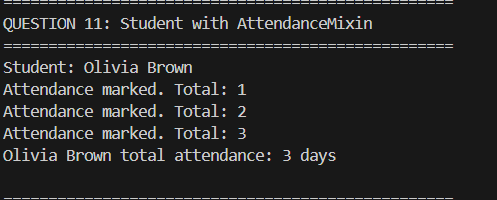 ==================================================
QUESTION 11: Student with AttendanceMixin
==================================================
Student: Olivia Brown
Attendance marked. Total: 1
Attendance marked. Total: 2
Attendance marked. Total: 3
Olivia Brown total attendance: 3 days
==================================================